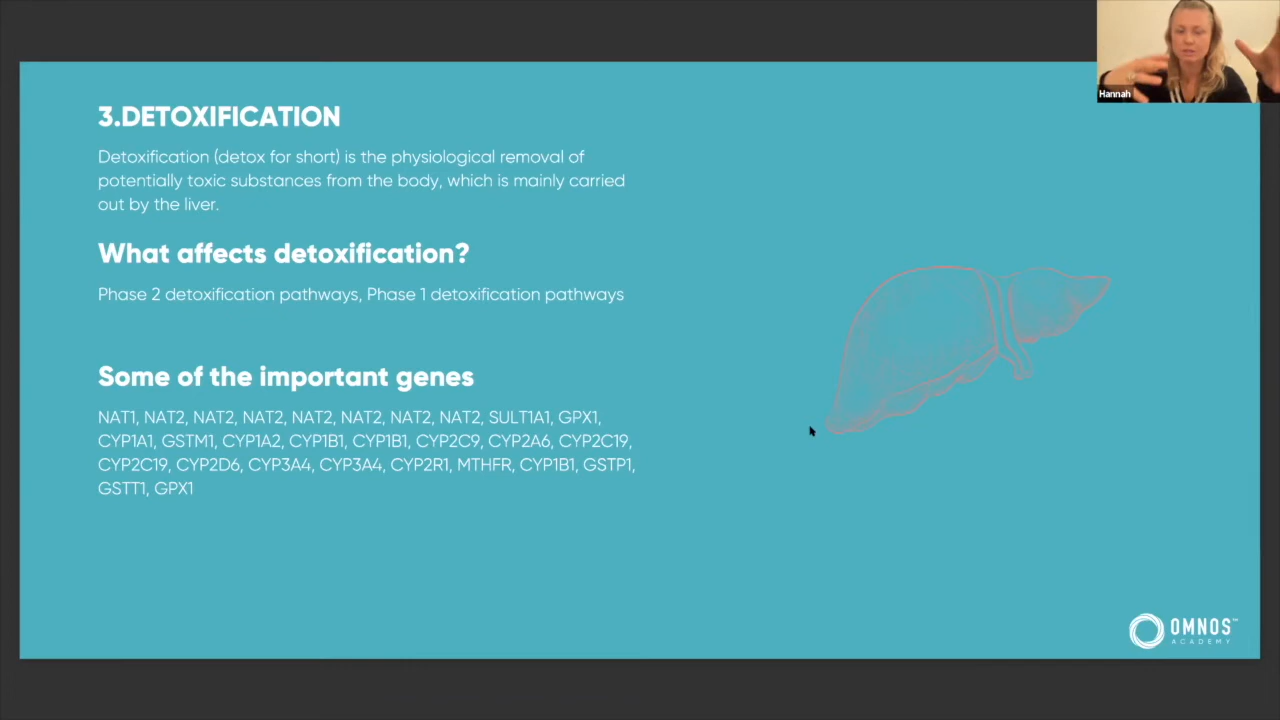 Hannah
3.DETOXIFICATION
Detoxification (detox for short) is the physiological removal of
potentially toxic substances from the body, which is mainly carried
out by the liver.
What affects detoxification?
Phase 2 detoxification pathways, Phase 1 detoxification pathways
Some of the important genes
NAT1, NAT2, NAT2, NAT2, NAT2, NAT2, NAT2, NAT2, SULT1A1, GPX1,
CYP1A1, GSTM1, CYP1A2, CYP1B1, CYP1B1, CYP2C9, CYP2A6, CYP2C19,
CYP2C19, CYP2D6, CYP3A4, CYP3A4, CYP2R1, MTHFR, CYP1B1, GSTP1,
GSTT1, GPX1
OMNOS™
ACADEMY